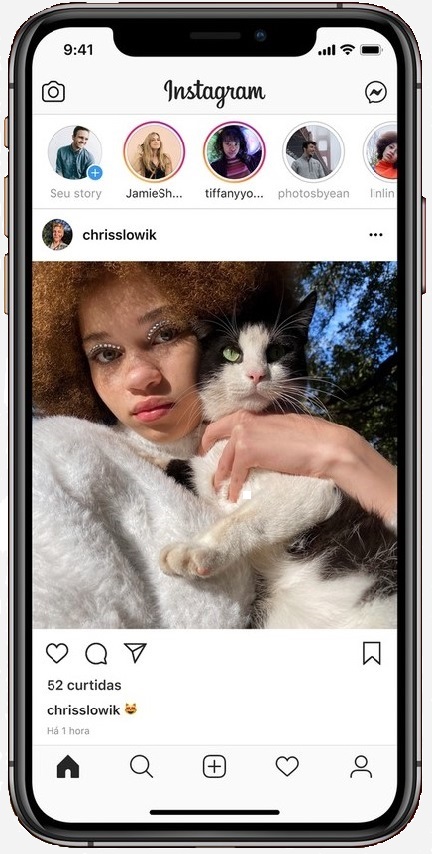 9:41
Instagram
Seu story
JamieSh...
tiffanyyo...
photosbyean
chrisslowik
52 curtidas
chrisslowik 😻
Há 1 hora